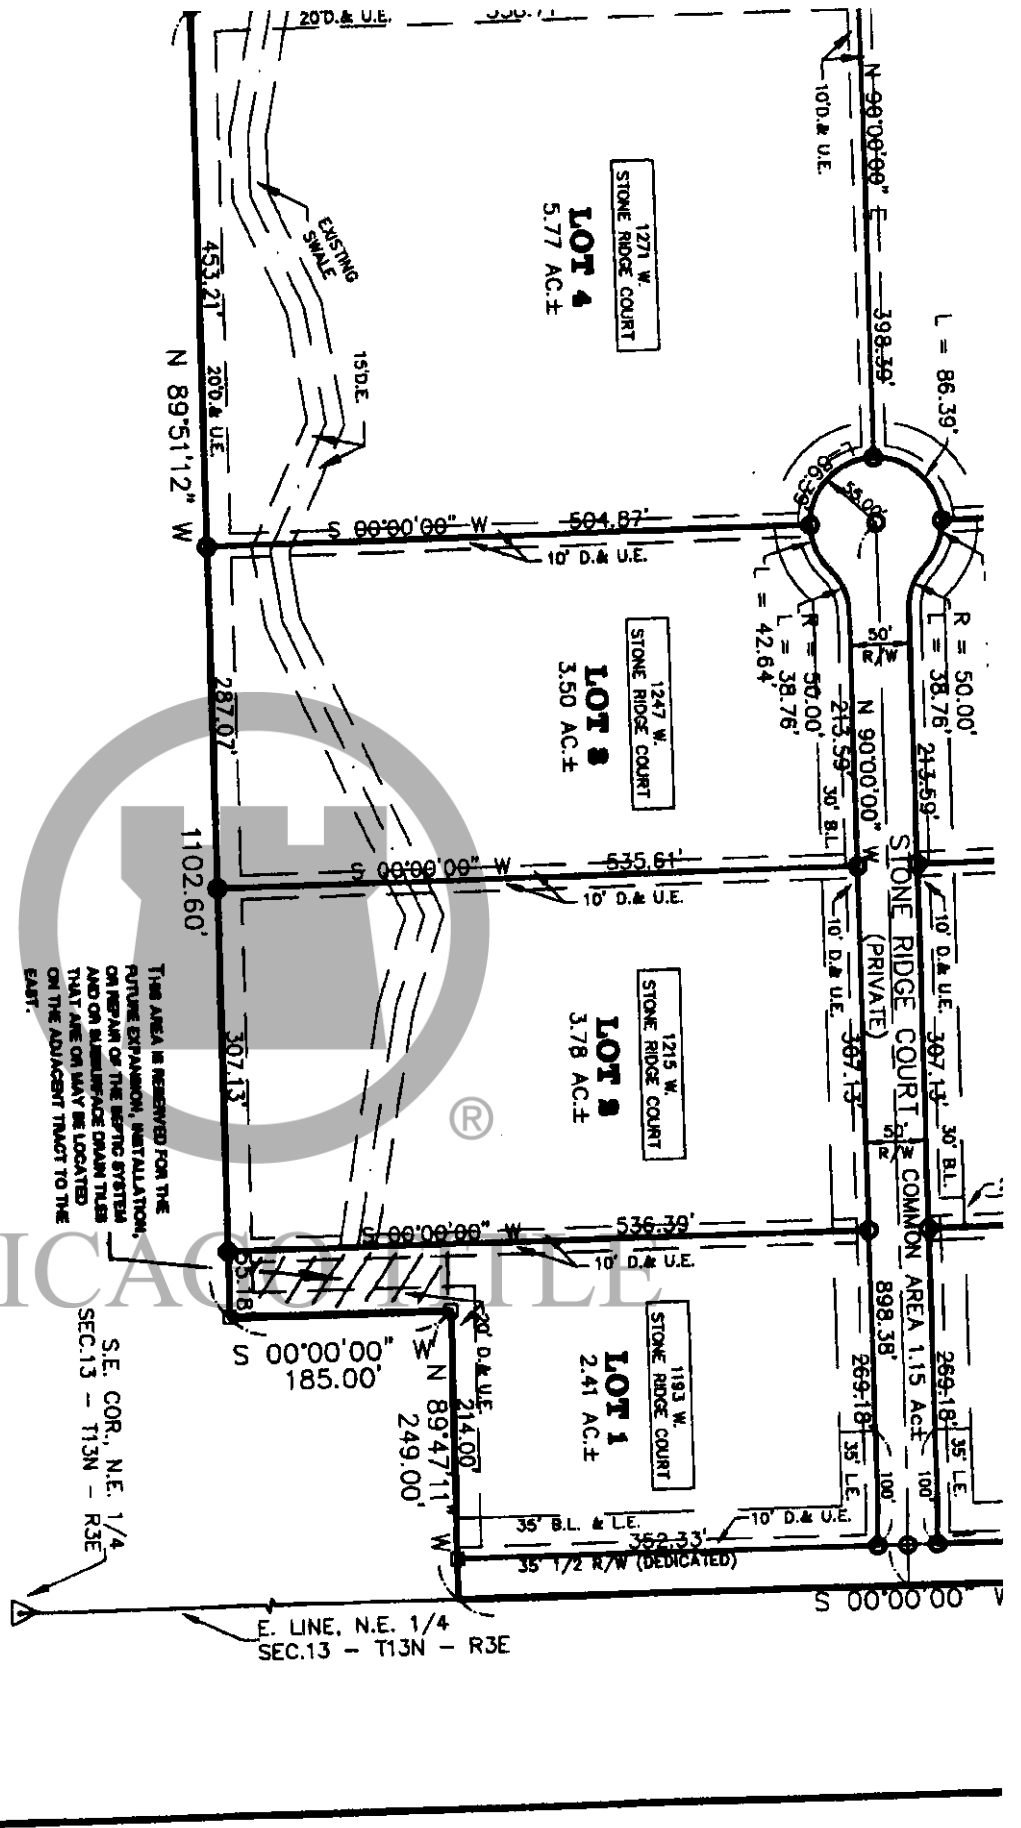 20'D.& U.E.
10'D.& U.E.
N 90°00'00" E
398.39'
L = 86.39'
L=86.39'
55.00'
1271 W.
STONE RIDGE COURT
LOT 4
5.77 AC.±
EXISTING
SWALE
15'D.E.
453.21'
20'D.& U.E.
N 89°51'12" W
1102.60'
S 00°00'00" W
504.87'
10' D.& U.E.
R = 50.00'
L = 38.76'
R = 50.00'
L = 38.76'
L = 42.64'
50'
R/W
213.59'
213.59'
N 90°00'00" W
30' B.L.
1247 W.
STONE RIDGE COURT
LOT 3
3.50 AC.±
287.07'
S 00°00'00" W
535.61'
10' D.& U.E.
10' D.& U.E.
10' D.& U.E.
STONE RIDGE COURT - COMMON AREA 1.15 Ac±
(PRIVATE)
307.13'
307.13'
50'
R/W
30' B.L.
1215 W.
STONE RIDGE COURT
LOT 2
3.78 AC.±
307.13'
S 00°00'00" W
536.39'
10' D.& U.E.
THIS AREA IS RESERVED FOR THE
FUTURE EXPANSION, INSTALLATION,
OR REPAIR OF THE SEPTIC SYSTEM
AND OR SUBSURFACE DRAIN TILES
THAT ARE OR MAY BE LOCATED
ON THE ADJACENT TRACT TO THE
EAST.
®
ICAGO TITLE
55.18'
20' D.& U.E.
S 00°00'00" W
185.00'
N 89°47'11" W
249.00'
214.00'
1193 W.
STONE RIDGE COURT
LOT 1
2.41 AC.±
898.38'
269.18'
269.18'
35' L.E.
35' L.E.
100'
100'
35' B.L. & L.E.
10' D.& U.E.
352.33'
35' 1/2 R/W (DEDICATED)
S 00°00'00" W
S.E. COR., N.E. 1/4
SEC.13 - T13N - R3E
E. LINE, N.E. 1/4
SEC.13 - T13N - R3E